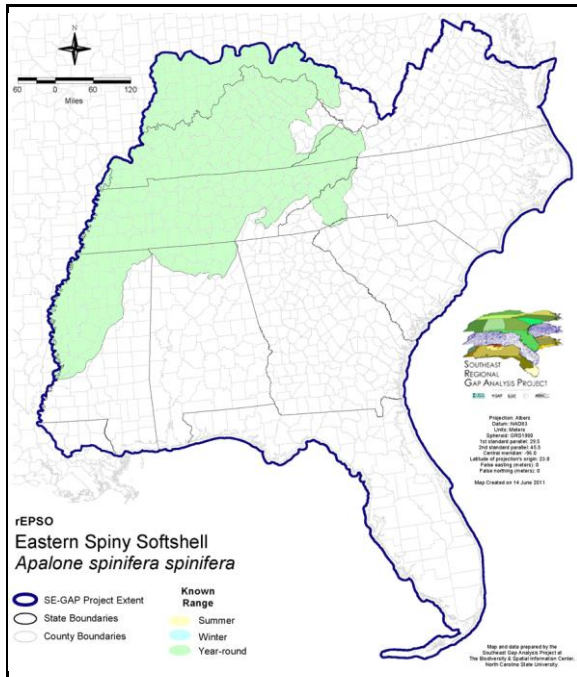 N
60 0 60 120
Miles
SOUTHEAST
REGIONAL
GAP ANALYSIS PROJECT
Projection: Albers
Datum: NAD83
Units: Meters
Spheroid: GRS1980
1st standard parallel: 29.5
2nd standard parallel: 45.5
Central meridian: -96.0
Latitude of projection's origin: 23.0
False easting (meters): 0
False northing (meters): 0
Map Created on 14 June 2011
rEPSO
Eastern Spiny Softshell
Apalone spinifera spinifera
SE-GAP Project Extent
State Boundaries
County Boundaries
Known
Range
Summer
Winter
Year-round
Map and data prepared by the
Southeast Gap Analysis Project at
The Biodiversity & Spatial Information Center,
North Carolina State University.